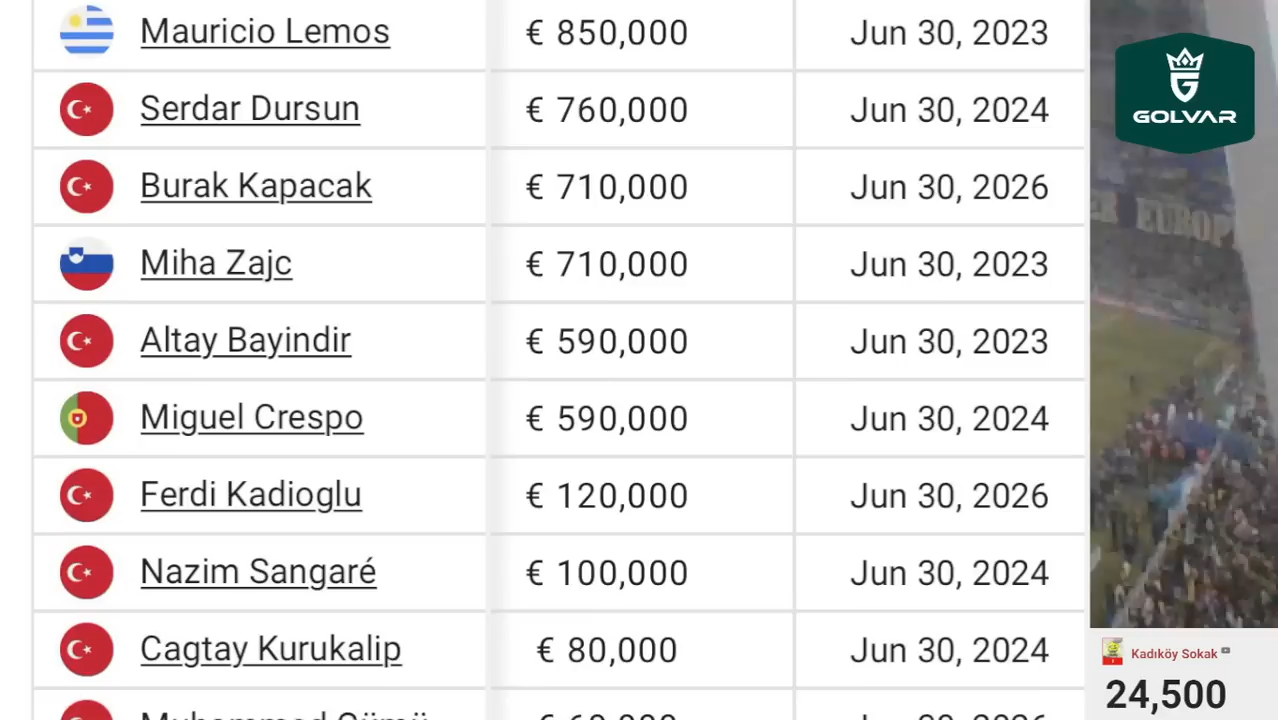 Mauricio Lemos € 850,000 Jun 30, 2023
Serdar Dursun € 760,000 Jun 30, 2024
Burak Kapacak € 710,000 Jun 30, 2026
Miha Zajc € 710,000 Jun 30, 2023
Altay Bayindir € 590,000 Jun 30, 2023
Miguel Crespo € 590,000 Jun 30, 2024
Ferdi Kadioglu € 120,000 Jun 30, 2026
Nazim Sangaré € 100,000 Jun 30, 2024
Cagtay Kurukalip € 80,000 Jun 30, 2024
GOLVAR
ER EUROP
Kadıköy Sokak
24,500